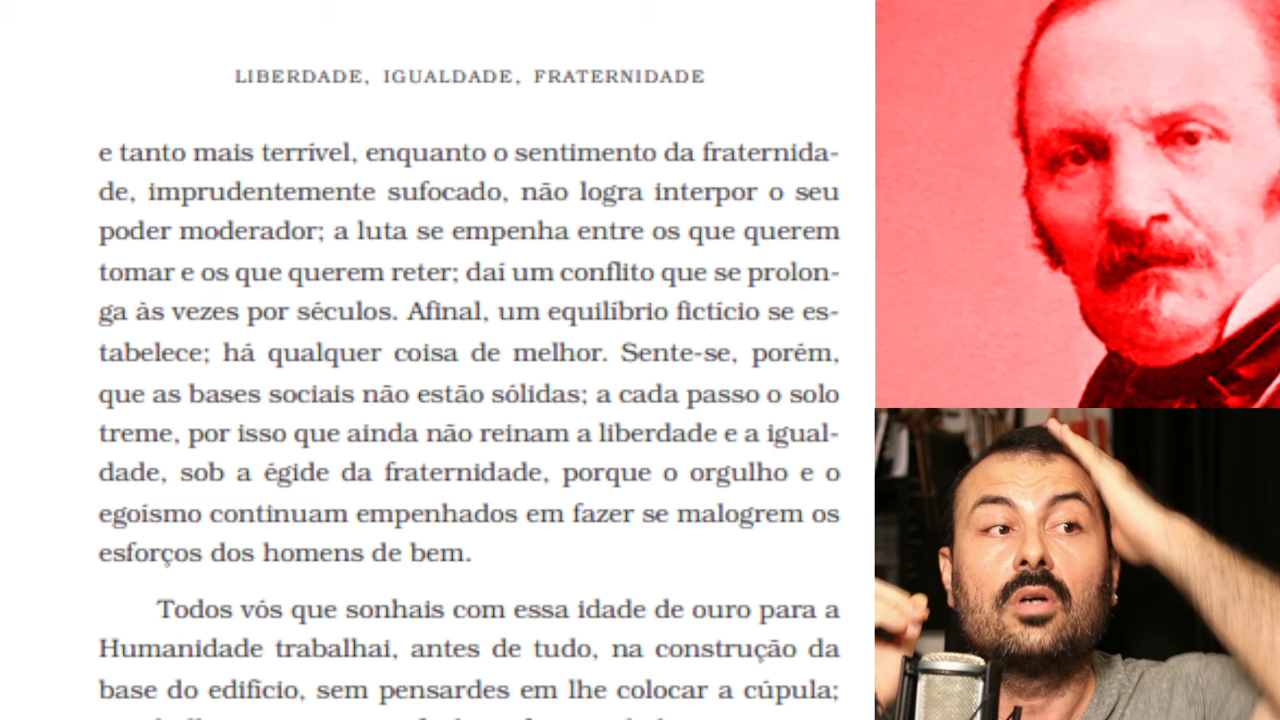 LIBERDADE, IGUALDADE, FRATERNIDADE
e tanto mais terrível, enquanto o sentimento da fraternida-
de, imprudentemente sufocado, não logra interpor o seu
poder moderador; a luta se empenha entre os que querem
tomar e os que querem reter; daí um conflito que se prolon-
ga às vezes por séculos. Afinal, um equilíbrio fictício se es-
tabelece; há qualquer coisa de melhor. Sente-se, porém,
que as bases sociais não estão sólidas; a cada passo o solo
treme, por isso que ainda não reinam a liberdade e a igual-
dade, sob a égide da fraternidade, porque o orgulho e o
egoísmo continuam empenhados em fazer se malogrem os
esforços dos homens de bem.
Todos vós que sonhais com essa idade de ouro para a
Humanidade trabalhai, antes de tudo, na construção da
base do edifício, sem pensardes em lhe colocar a cúpula;